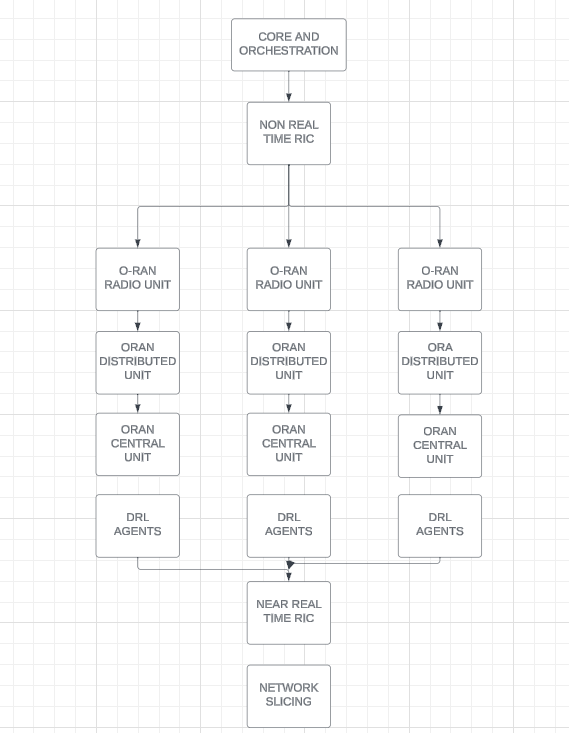 CORE AND
ORCHESTRATION
NON REAL
TIME RIC
O-RAN
RADIO UNIT
O-RAN
RADIO UNIT
O-RAN
RADIO UNIT
ORAN
DISTRIBUTED
UNIT
ORAN
DISTRIBUTED
UNIT
ORA
DISTRIBUTED
UNIT
ORAN
CENTRAL
UNIT
ORAN
CENTRAL
UNIT
ORAN
CENTRAL
UNIT
DRL
AGENTS
DRL
AGENTS
DRL
AGENTS
NEAR REAL
TIME RIC
NETWORK
SLICING